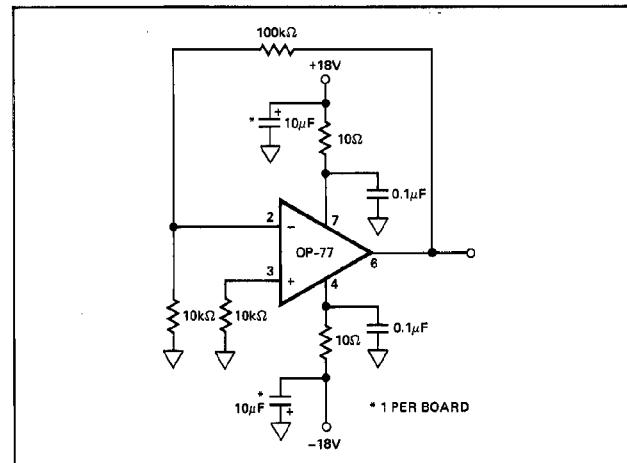 100kΩ
+18V
* 10μF +
10Ω
0.1μF
2 − 7
OP-77 6
3 + 4
10kΩ 10kΩ
10Ω 0.1μF
10μF * +
* 1 PER BOARD
−18V